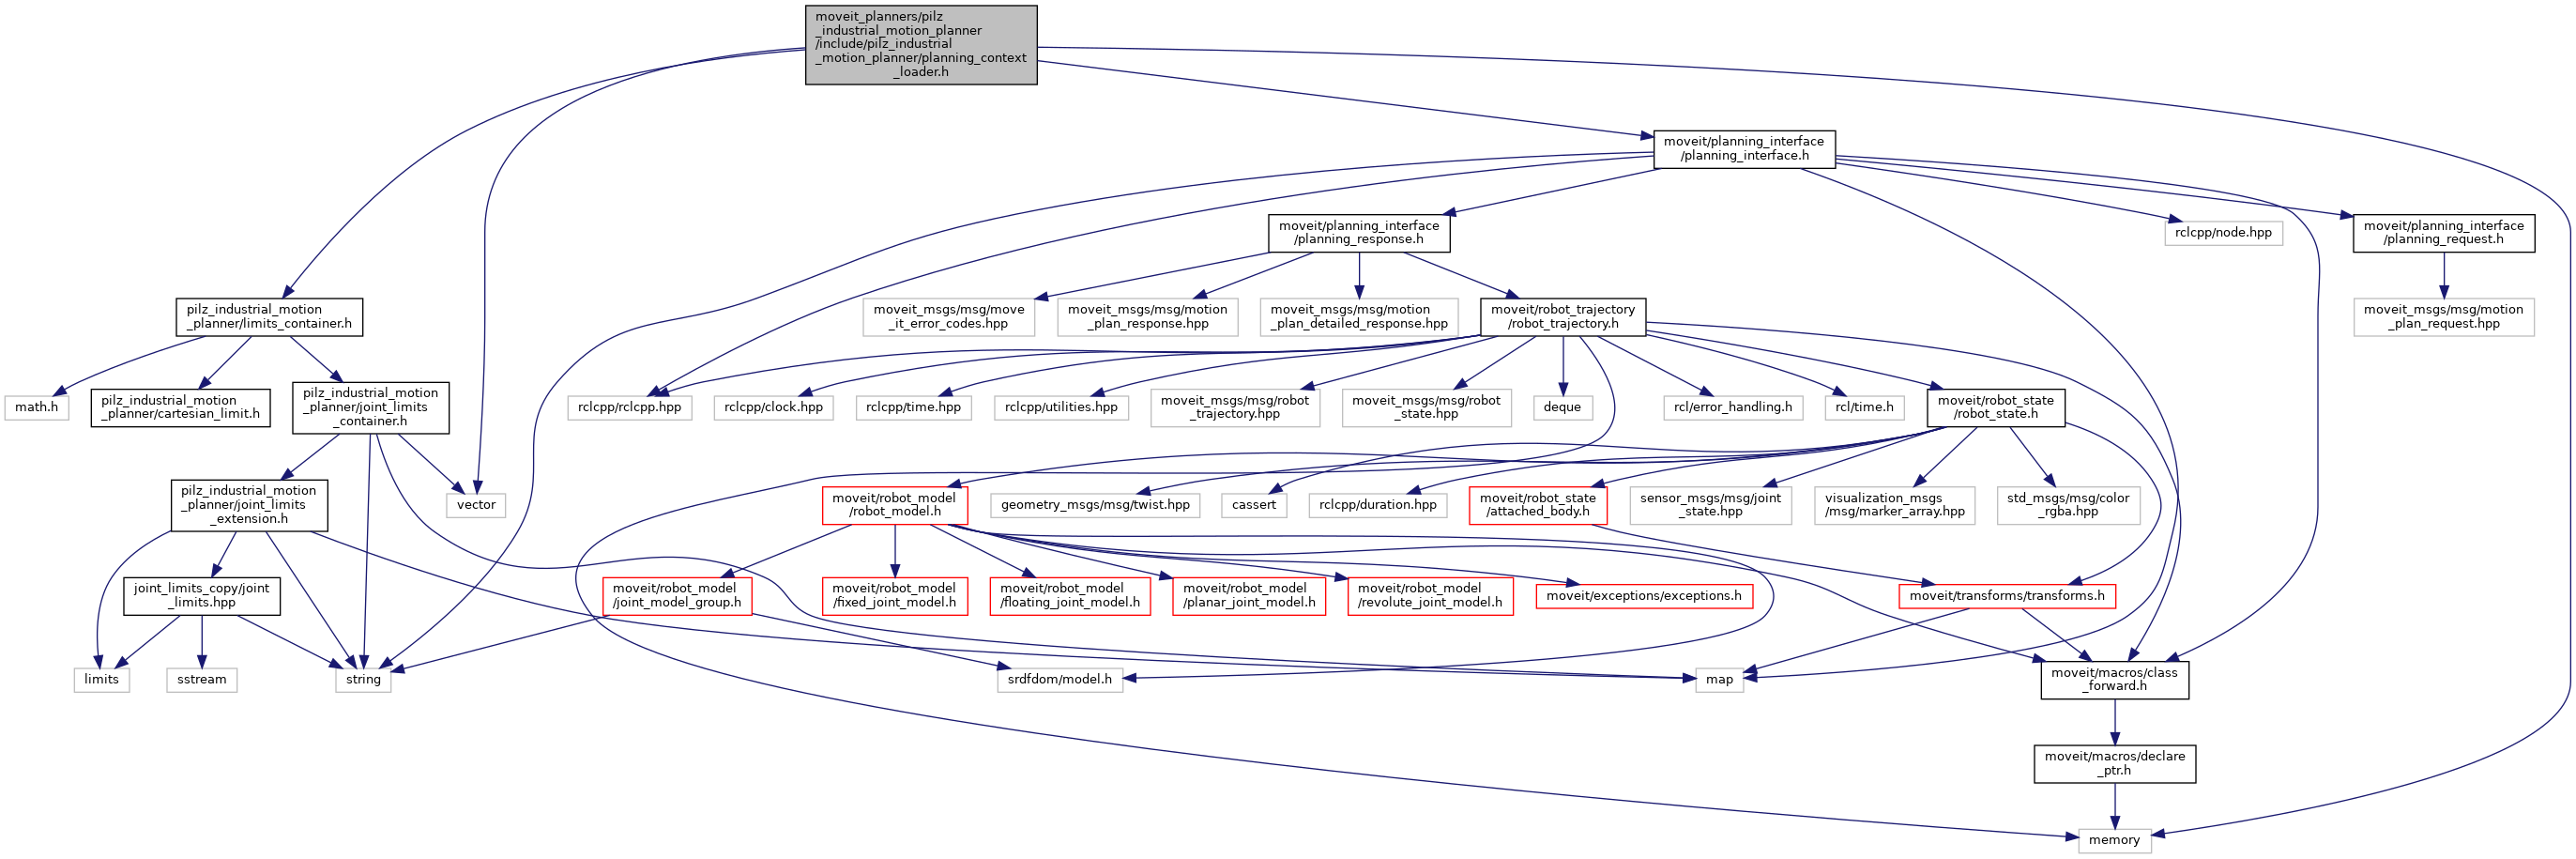 moveit_planners/pilz
_industrial_motion_planner
/include/pilz_industrial
_motion_planner/planning_context
_loader.h
moveit/planning_interface
/planning_interface.h
moveit/planning_interface
/planning_response.h
rclcpp/node.hpp
moveit/planning_interface
/planning_request.h
pilz_industrial_motion
_planner/limits_container.h
moveit_msgs/msg/move
_it_error_codes.hpp
moveit_msgs/msg/motion
_plan_response.hpp
moveit_msgs/msg/motion
_plan_detailed_response.hpp
moveit/robot_trajectory
/robot_trajectory.h
moveit_msgs/msg/motion
_plan_request.hpp
math.h
pilz_industrial_motion
_planner/cartesian_limit.h
pilz_industrial_motion
_planner/joint_limits
_container.h
rclcpp/rclcpp.hpp
rclcpp/clock.hpp
rclcpp/time.hpp
rclcpp/utilities.hpp
moveit_msgs/msg/robot
_trajectory.hpp
moveit_msgs/msg/robot
_state.hpp
deque
rcl/error_handling.h
rcl/time.h
moveit/robot_state
/robot_state.h
pilz_industrial_motion
_planner/joint_limits
_extension.h
vector
moveit/robot_model
/robot_model.h
geometry_msgs/msg/twist.hpp
cassert
rclcpp/duration.hpp
moveit/robot_state
/attached_body.h
sensor_msgs/msg/joint
_state.hpp
visualization_msgs
/msg/marker_array.hpp
std_msgs/msg/color
_rgba.hpp
joint_limits_copy/joint
_limits.hpp
moveit/robot_model
/joint_model_group.h
moveit/robot_model
/fixed_joint_model.h
moveit/robot_model
/floating_joint_model.h
moveit/robot_model
/planar_joint_model.h
moveit/robot_model
/revolute_joint_model.h
moveit/exceptions/exceptions.h
moveit/transforms/transforms.h
limits
sstream
string
srdfdom/model.h
map
moveit/macros/class
_forward.h
moveit/macros/declare
_ptr.h
memory